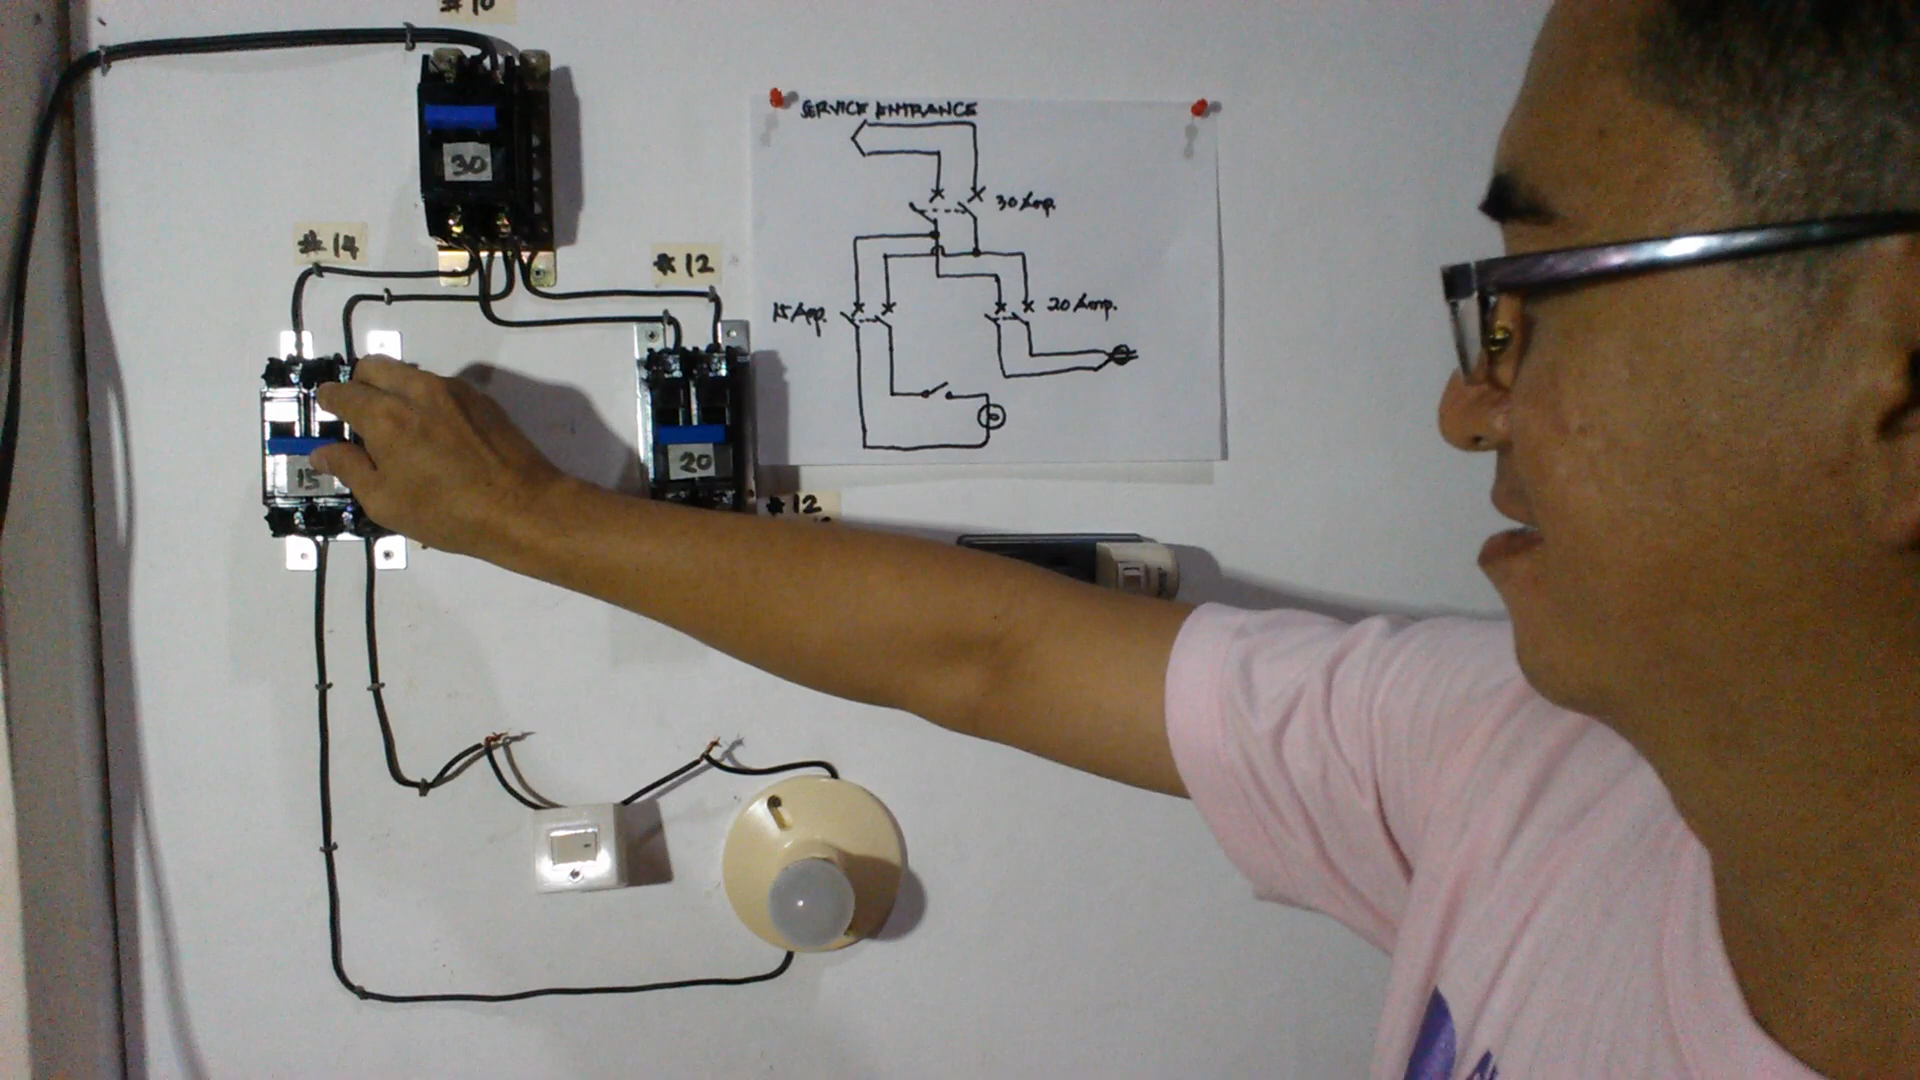 #10
30
#14
#12
15
20
#12
SERVICE ENTRANCE
30 Amp.
15 Amp.
20 Amp.